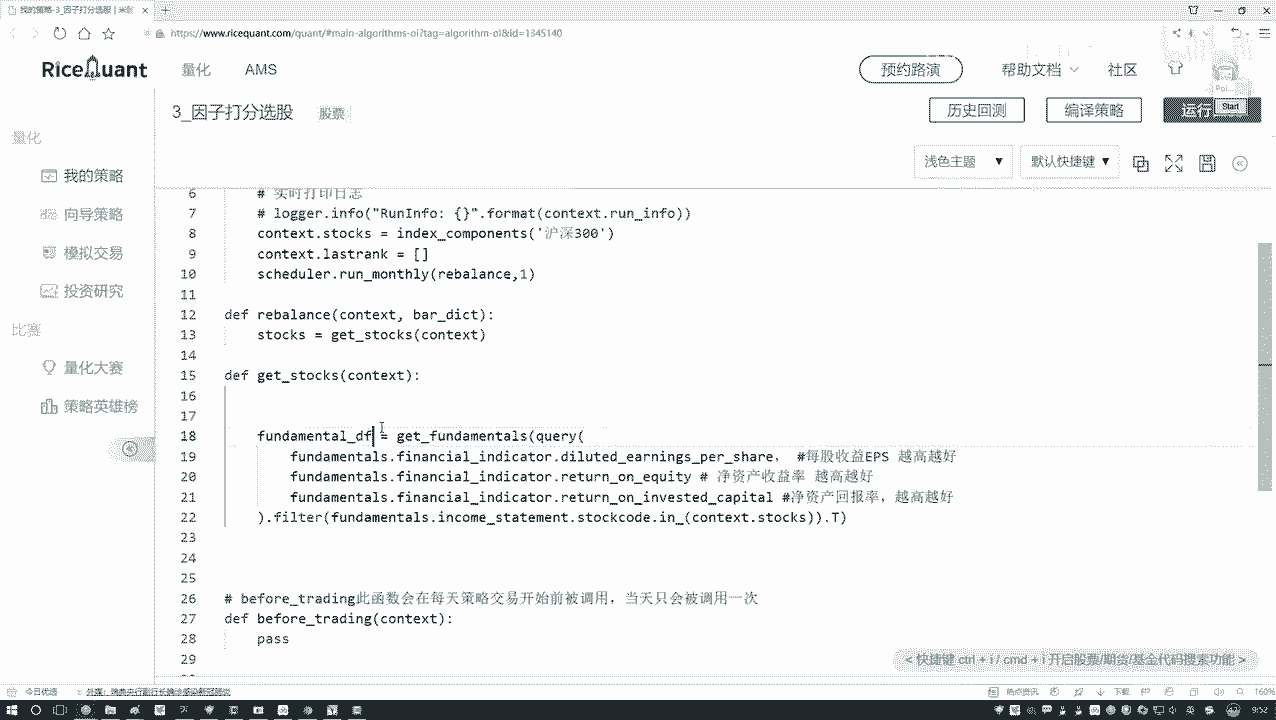 我的策略-3_因子打分选股 | 米
https://www.ricequant.com/quant/#main-algorithms-ol?tag=algorithm-ol&id=1345140
RiceQuant 量化 AMS 预约路演 帮助文档 社区
3_因子打分选股 股票 历史回测 编译策略 运行 Start
浅色主题 默认快捷键
量化
我的策略
向导策略
模拟交易
投资研究
比赛
量化大赛
策略英雄榜
6 # 实时打印日志
7 # logger.info("RunInfo: {}".format(context.run_info))
8 context.stocks = index_components('沪深300')
9 context.lastrank = []
10 scheduler.run_monthly(rebalance,1)
11
12 def rebalance(context, bar_dict):
13 stocks = get_stocks(context)
14
15 def get_stocks(context):
16
17
18 fundamental_df = get_fundamentals(query(
19 fundamentals.financial_indicator.diluted_earnings_per_share, #每股收益EPS 越高越好
20 fundamentals.financial_indicator.return_on_equity # 净资产收益率 越高越好
21 fundamentals.financial_indicator.return_on_invested_capital #净资产回报率，越高越好
22 ).filter(fundamentals.income_statement.stockcode.in_(context.stocks)).T)
23
24
25
26 # before_trading此函数会在每天策略交易开始前被调用，当天只会被调用一次
27 def before_trading(context):
28 pass
29
< 快捷键 ctrl + i / cmd + i 开启股票/期货/基金代码搜索功能 >
今日优选 热点资讯 下载 160%
英 9:52